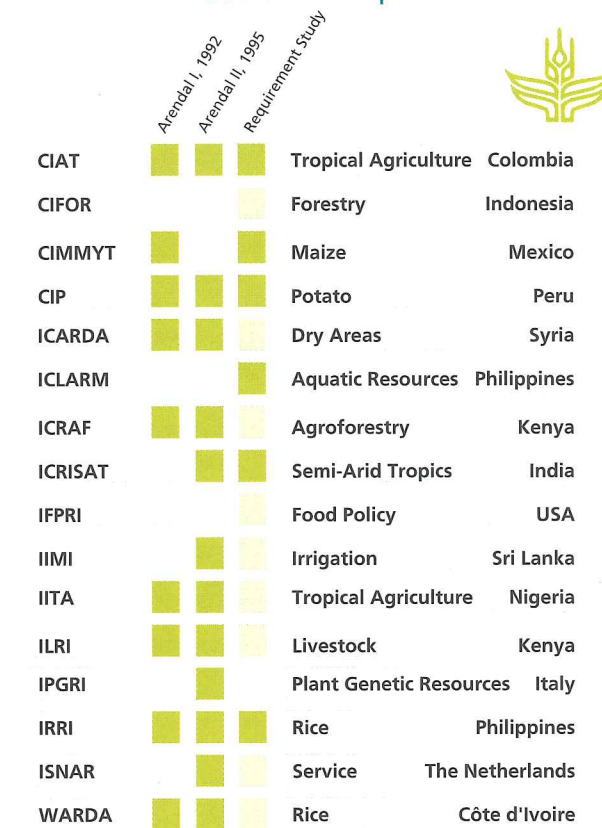 Arendal I, 1992
Arendal II, 1995
Requirement Study
CIAT Tropical Agriculture Colombia
CIFOR Forestry Indonesia
CIMMYT Maize Mexico
CIP Potato Peru
ICARDA Dry Areas Syria
ICLARM Aquatic Resources Philippines
ICRAF Agroforestry Kenya
ICRISAT Semi-Arid Tropics India
IFPRI Food Policy USA
IIMI Irrigation Sri Lanka
IITA Tropical Agriculture Nigeria
ILRI Livestock Kenya
IPGRI Plant Genetic Resources Italy
IRRI Rice Philippines
ISNAR Service The Netherlands
WARDA Rice Côte d'Ivoire